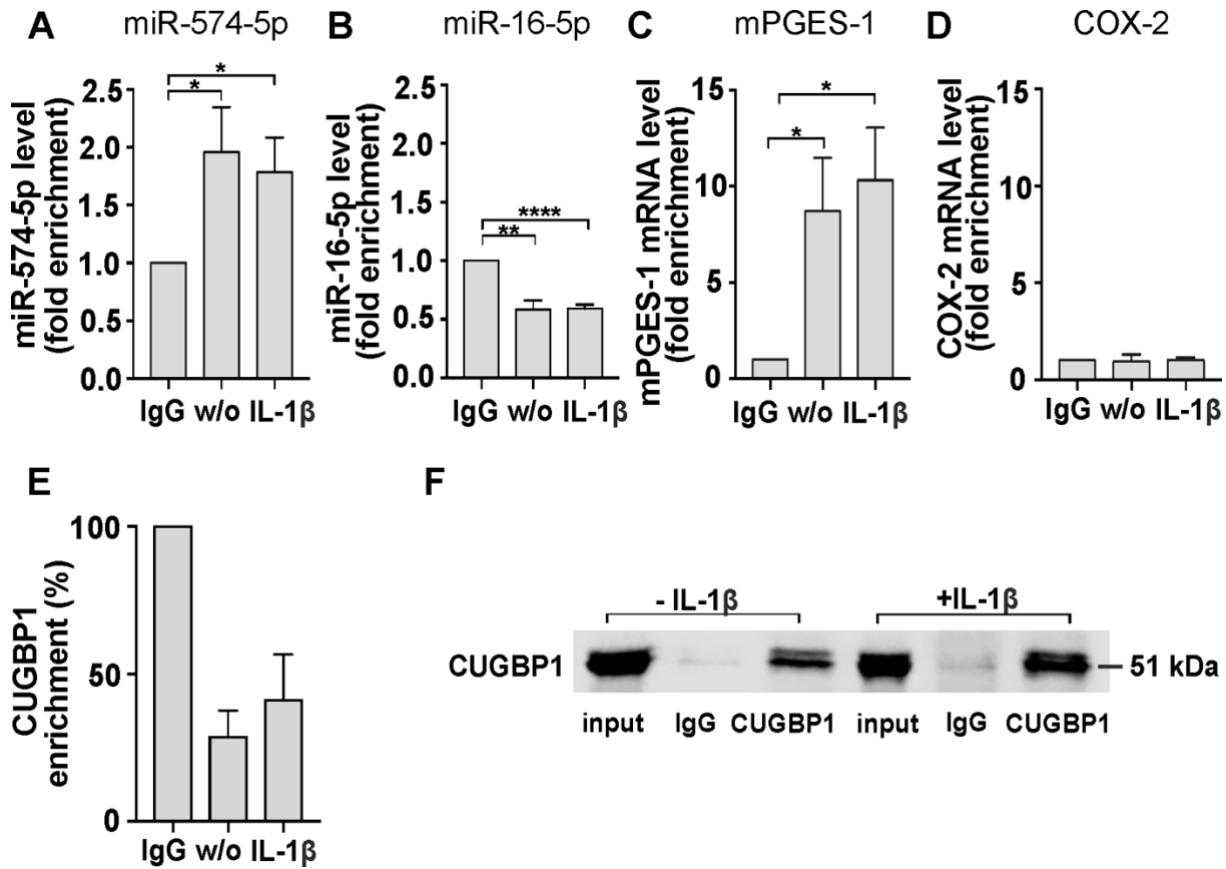 A miR-574-5p
miR-574-5p level
(fold enrichment)
2.5
2.0
1.5
1.0
0.5
0.0
*
*
IgG w/o IL-1β
B miR-16-5p
miR-16-5p level
(fold enrichment)
2.5
2.0
1.5
1.0
0.5
0.0
****
**
IgG w/o IL-1β
C mPGES-1
mPGES-1 mRNA level
(fold enrichment)
15
10
5
0
*
*
IgG w/o IL-1β
D COX-2
COX-2 mRNA level
(fold enrichment)
15
10
5
0
IgG w/o IL-1β
E
CUGBP1
enrichment (%)
100
50
0
IgG w/o IL-1β
F
- IL-1β +IL-1β
CUGBP1 51 kDa
input IgG CUGBP1 input IgG CUGBP1